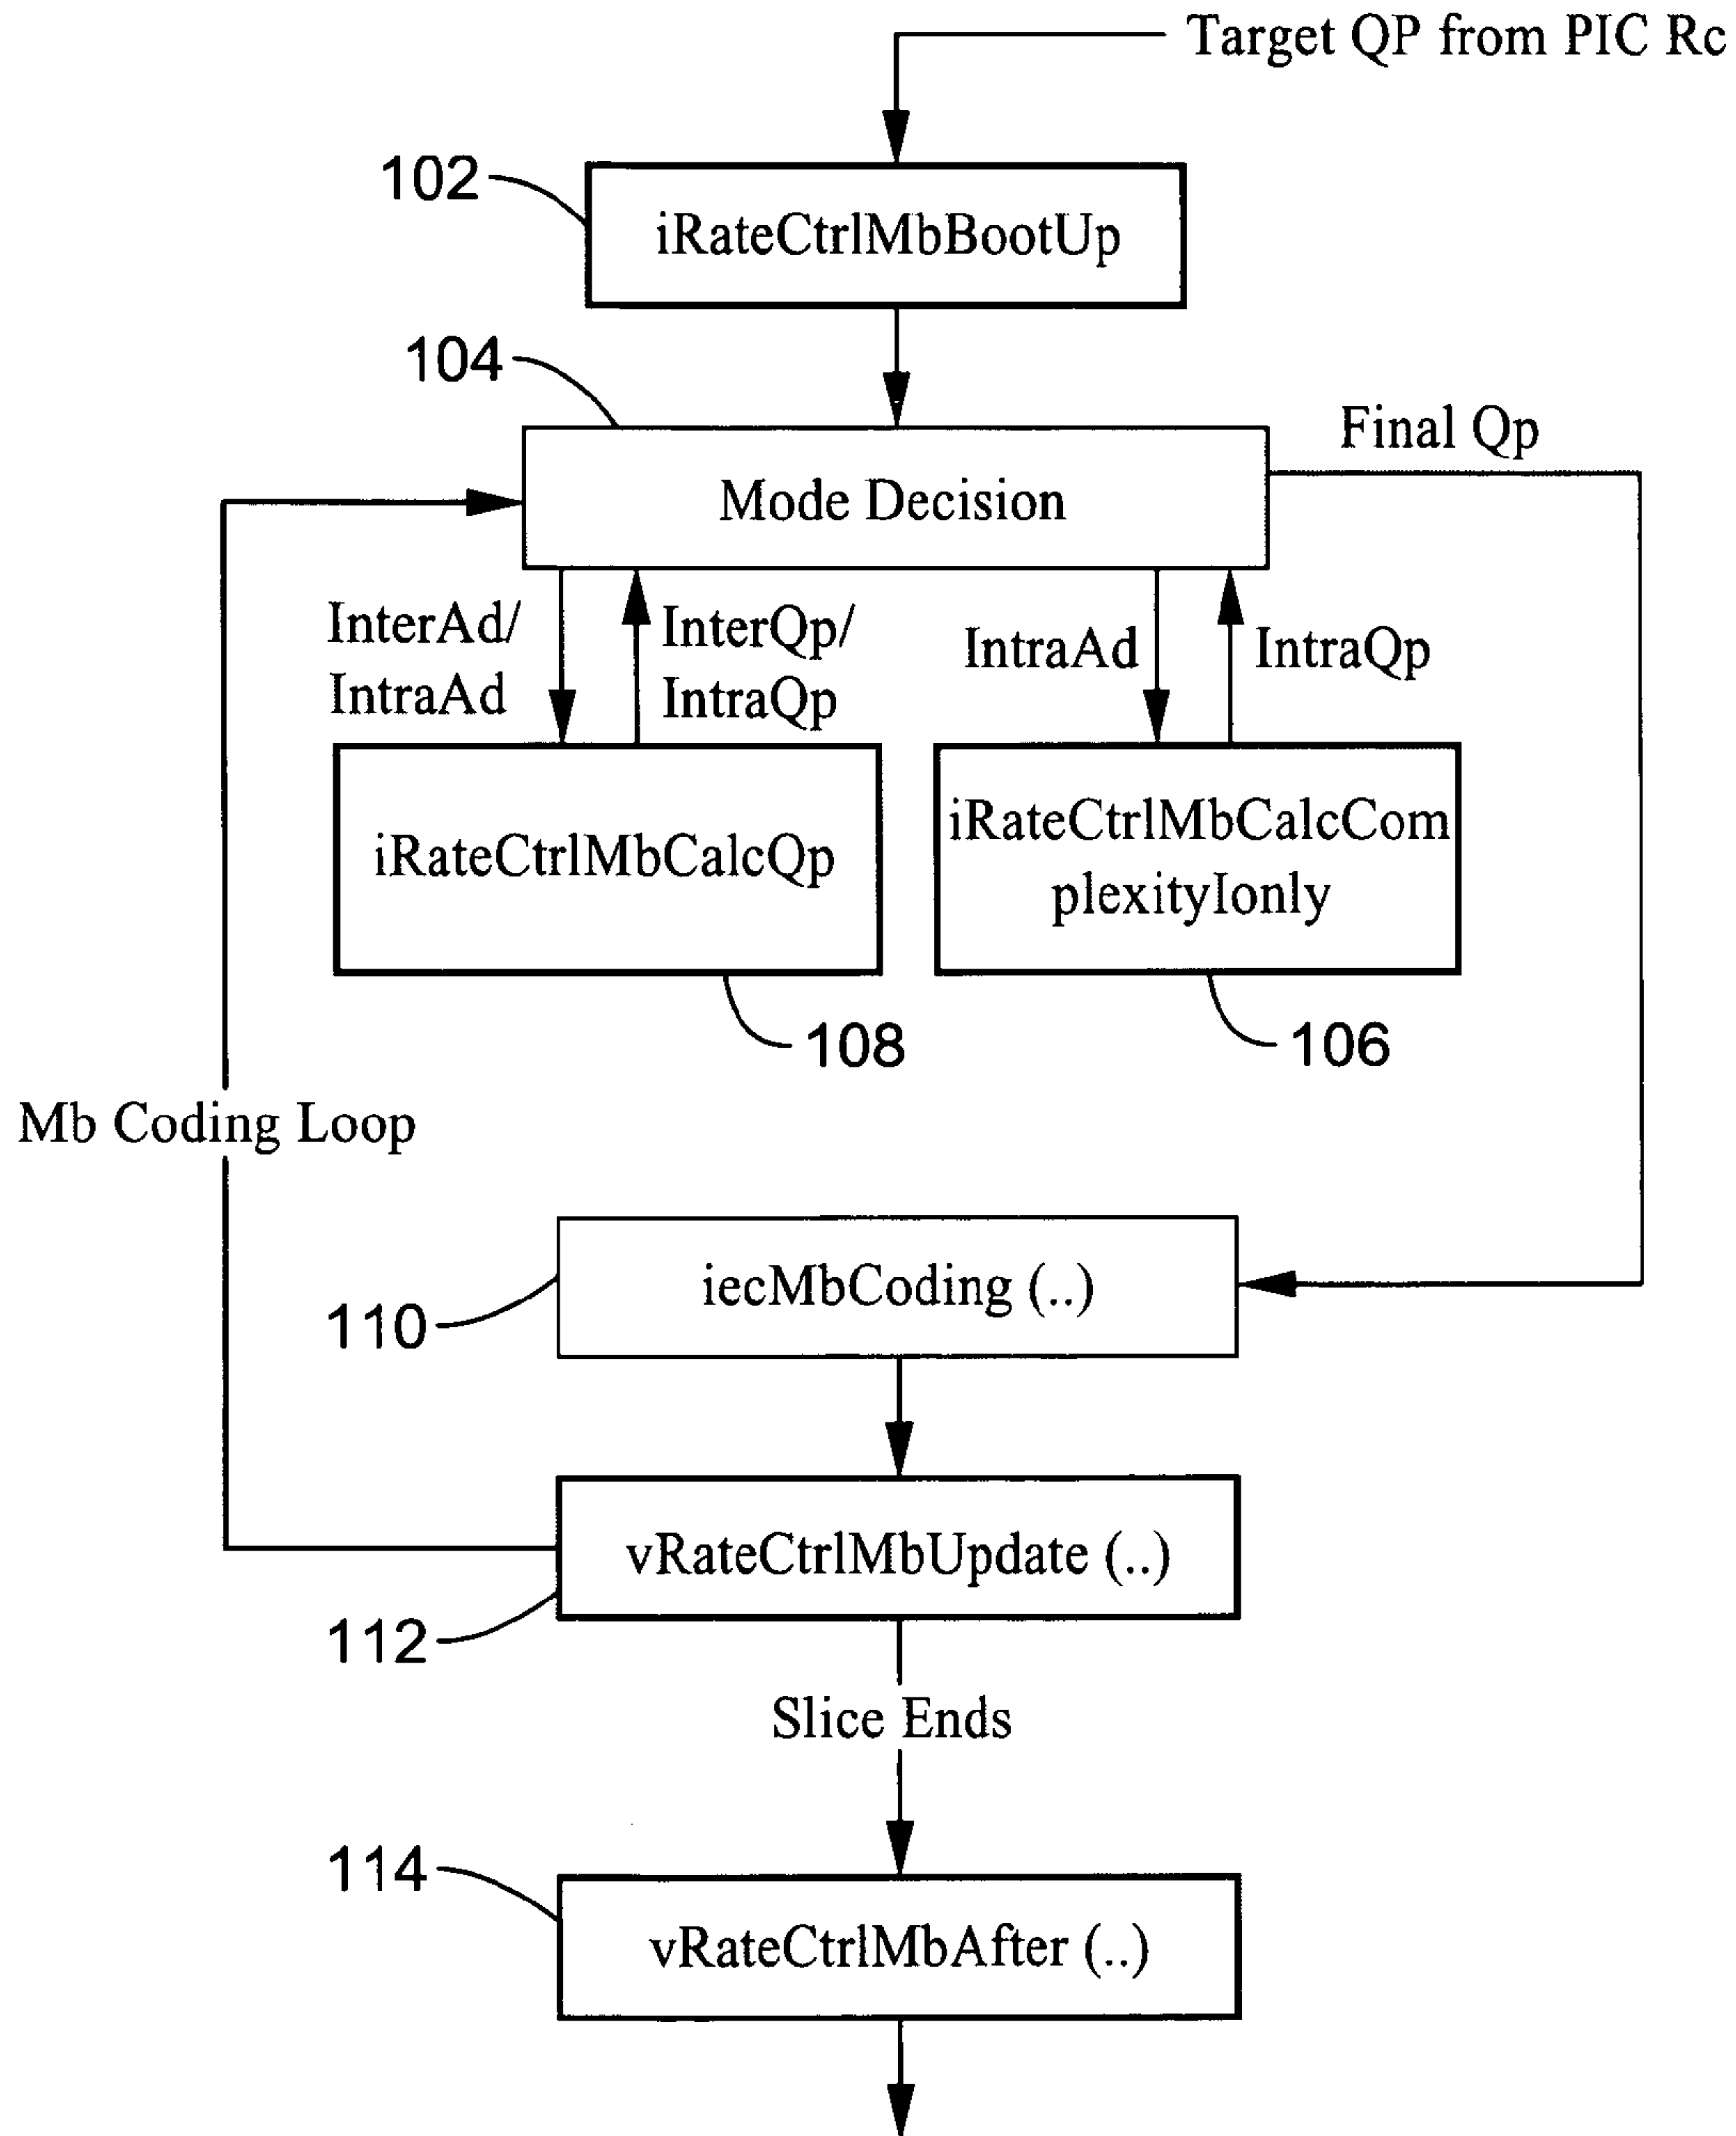 Target QP from PIC Rc
102
iRateCtrlMbBootUp
104
Final Qp
Mode Decision
InterAd/
IntraAd
InterQp/
IntraQp
IntraAd
IntraQp
iRateCtrlMbCalcQp
iRateCtrlMbCalcCom
plexityIonly
108
106
Mb Coding Loop
iecMbCoding (..)
110
vRateCtrlMbUpdate (..)
112
Slice Ends
114
vRateCtrlMbAfter (..)